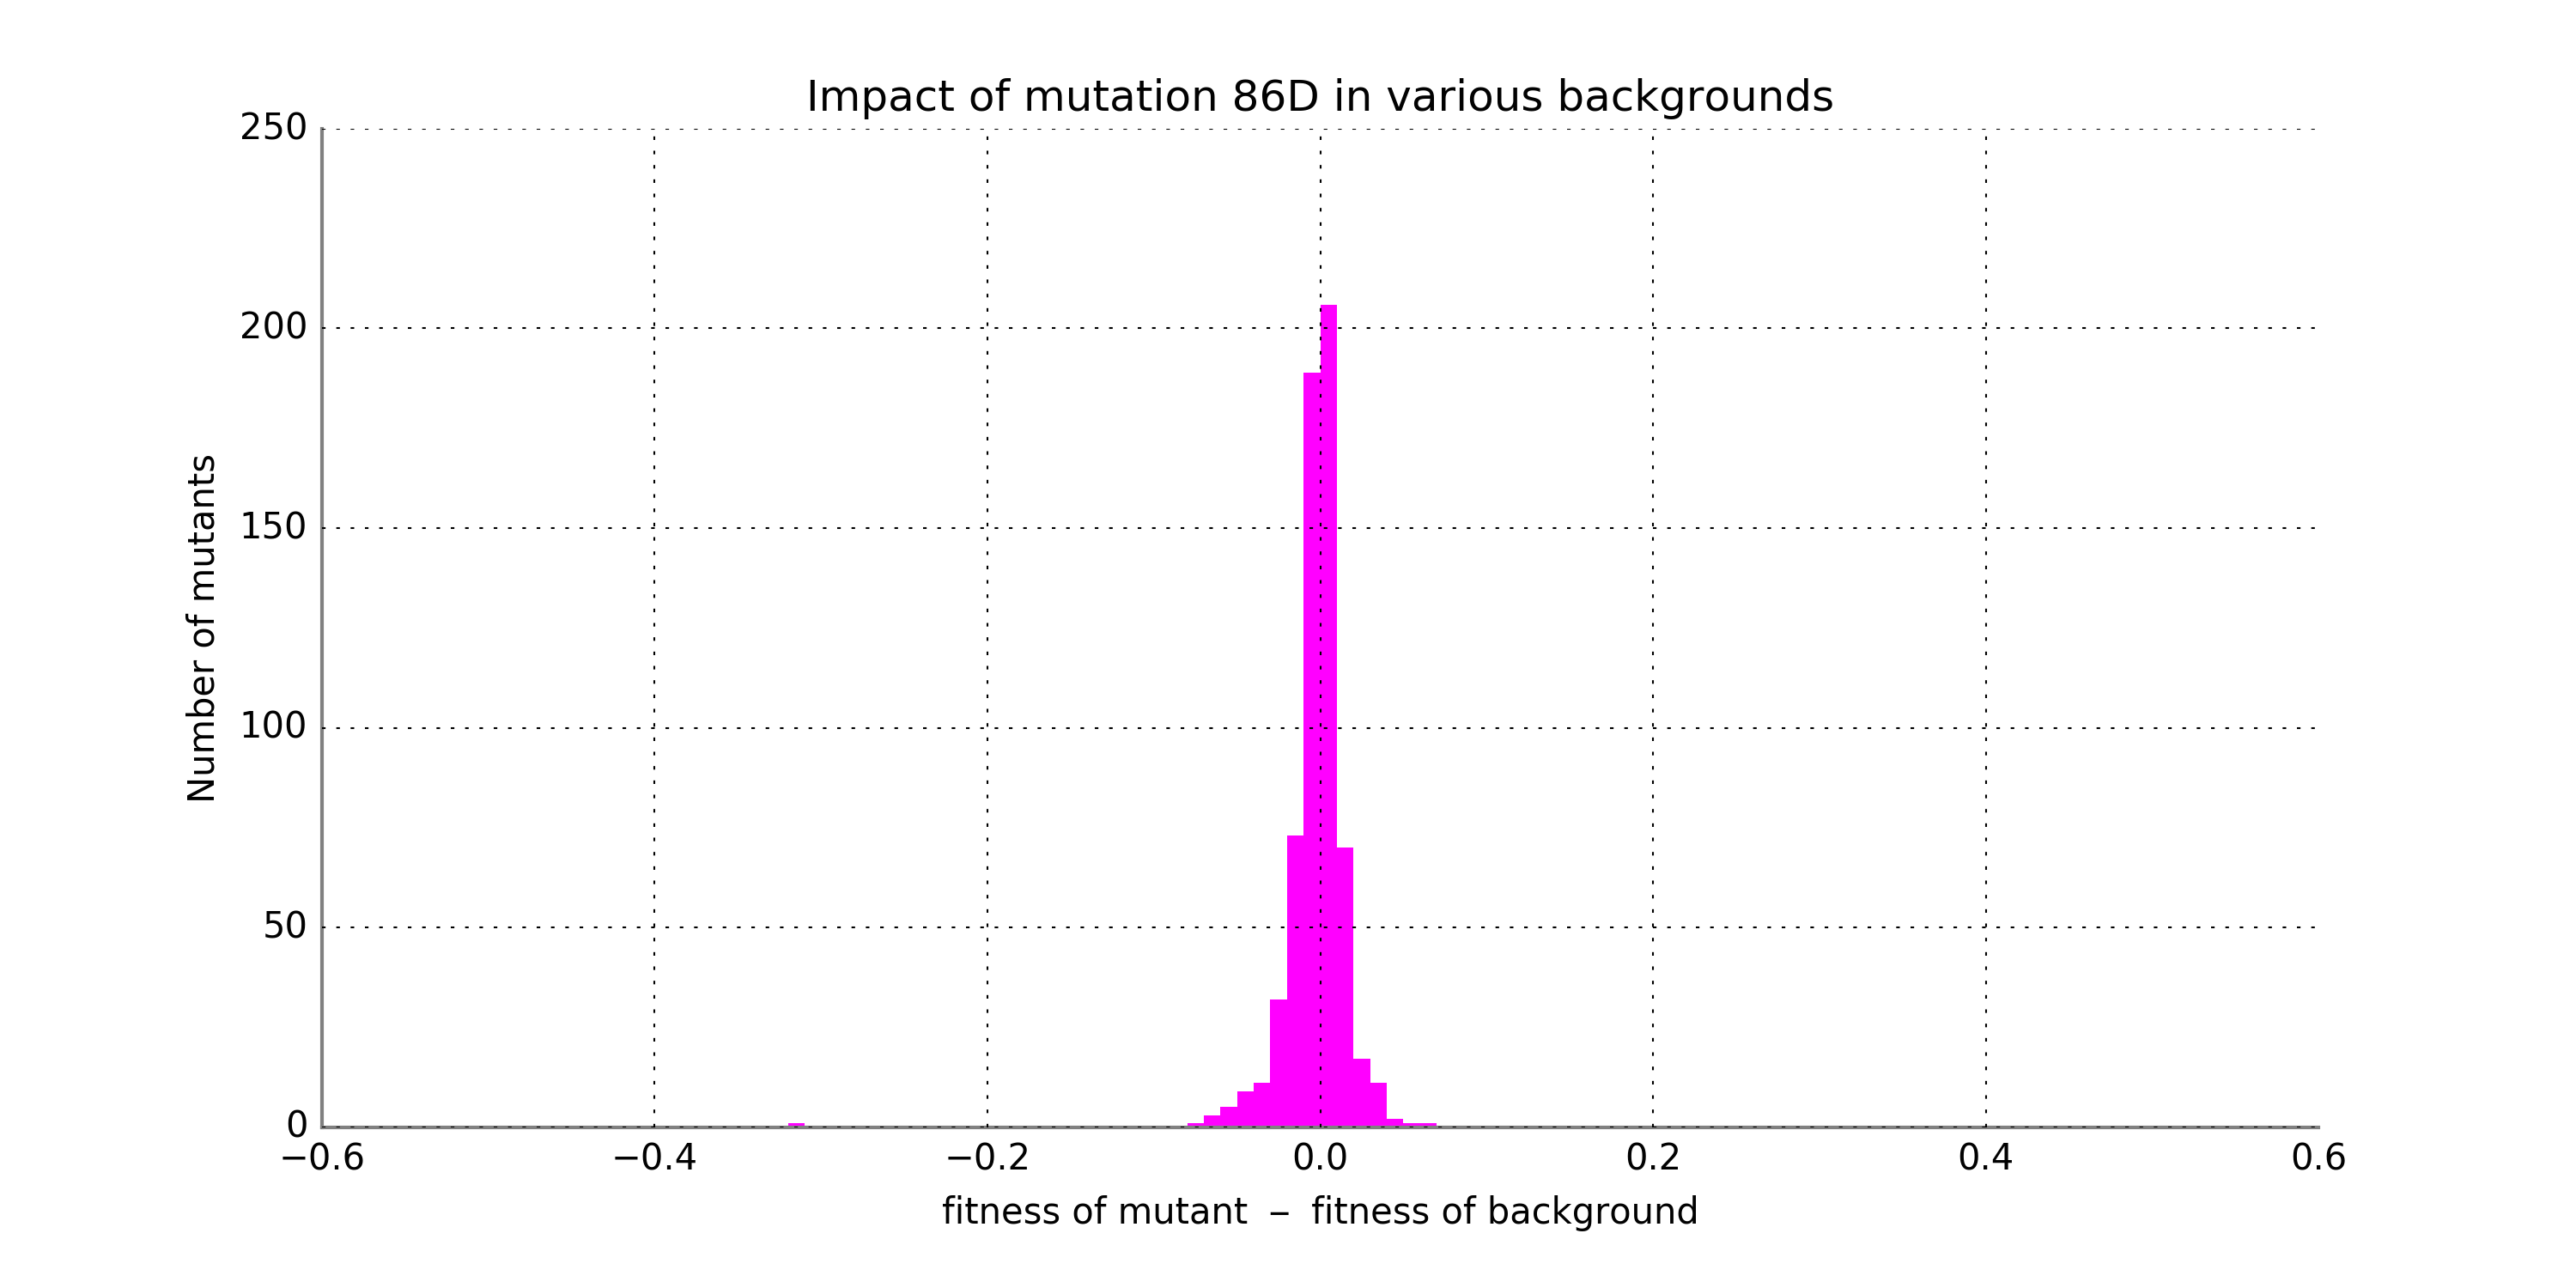 Impact of mutation 86D in various backgrounds
250
200
150
100
50
0
Number of mutants
−0.6 −0.4 −0.2 0.0 0.2 0.4 0.6
fitness of mutant − fitness of background